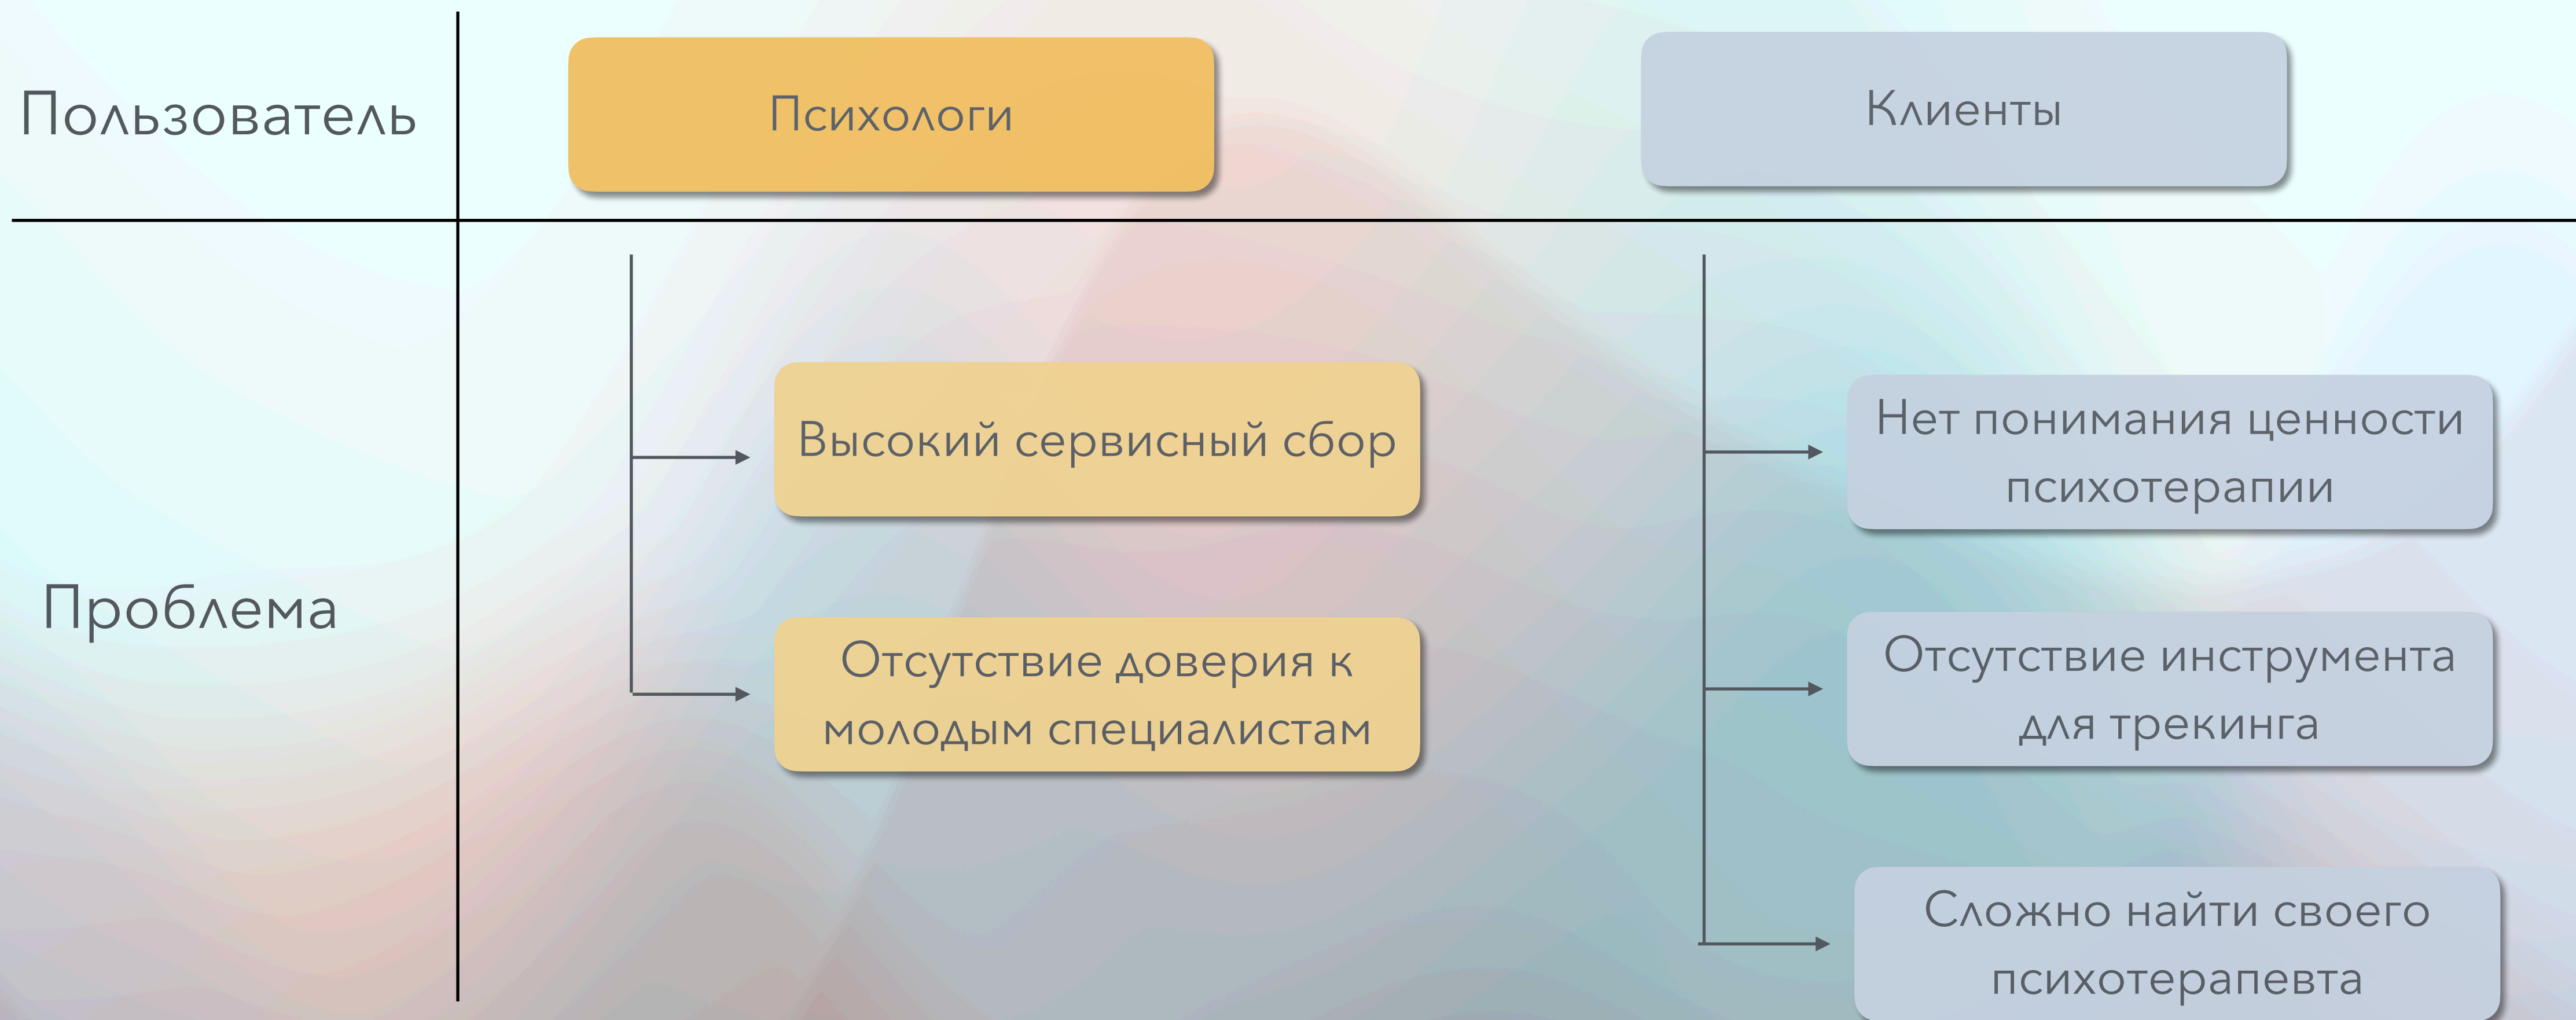 Пользователь
Психологи
Клиенты
Проблема
Высокий сервисный сбор
Отсутствие доверия к
молодым специалистам
Нет понимания ценности
психотерапии
Отсутствие инструмента
для трекинга
Сложно найти своего
психотерапевта